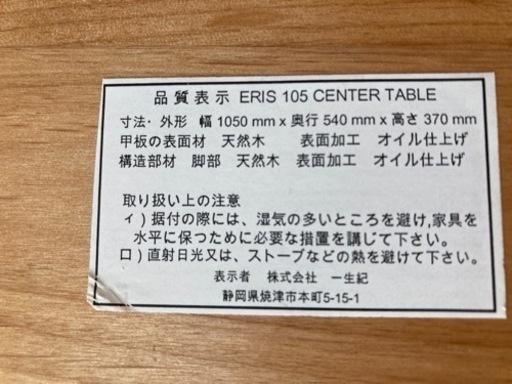 品質表示 ERIS 105 CENTER TABLE
寸法・外形 幅 1050 mm x 奥行 540 mm x 高さ 370 mm
甲板の表面材 天然木 表面加工 オイル仕上げ
構造部材 脚部 天然木 表面加工 オイル仕上げ
取り扱い上の注意
ィ) 据付の際には、湿気の多いところを避け,家具を
水平に保つために必要な措置を講じて下さい。
口) 直射日光又は、ストーブなどの熱を避けて下さい。
表示者 株式会社 一生紀
静岡県焼津市本町5-15-1